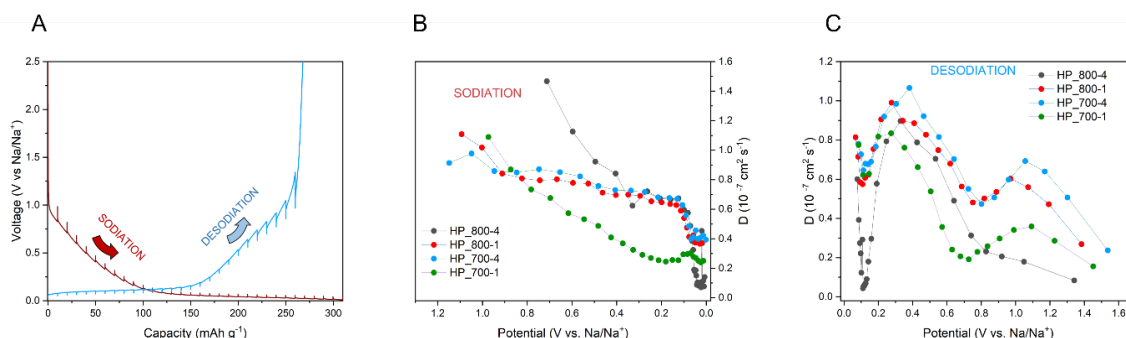 A
2.5
2.0
1.5
1.0
0.5
0.0
Voltage (V vs Na/Na⁺)
SODIATION
DESODIATION
0 50 100 150 200 250 300
Capacity (mAh g⁻¹)
B
SODIATION
HP_800-4
HP_800-1
HP_700-4
HP_700-1
1.6
1.4
1.2
1.0
0.8
0.6
0.4
0.2
0.0
D (10⁻⁷ cm² s⁻¹)
1.2 1.0 0.8 0.6 0.4 0.2 0.0
Potential (V vs. Na/Na⁺)
C
DESODIATION
HP_800-4
HP_800-1
HP_700-4
HP_700-1
1.2
1.0
0.8
0.6
0.4
0.2
0.0
D (10⁻⁷ cm² s⁻¹)
0.0 0.2 0.4 0.6 0.8 1.0 1.2 1.4 1.6
Potential (V vs. Na/Na⁺)